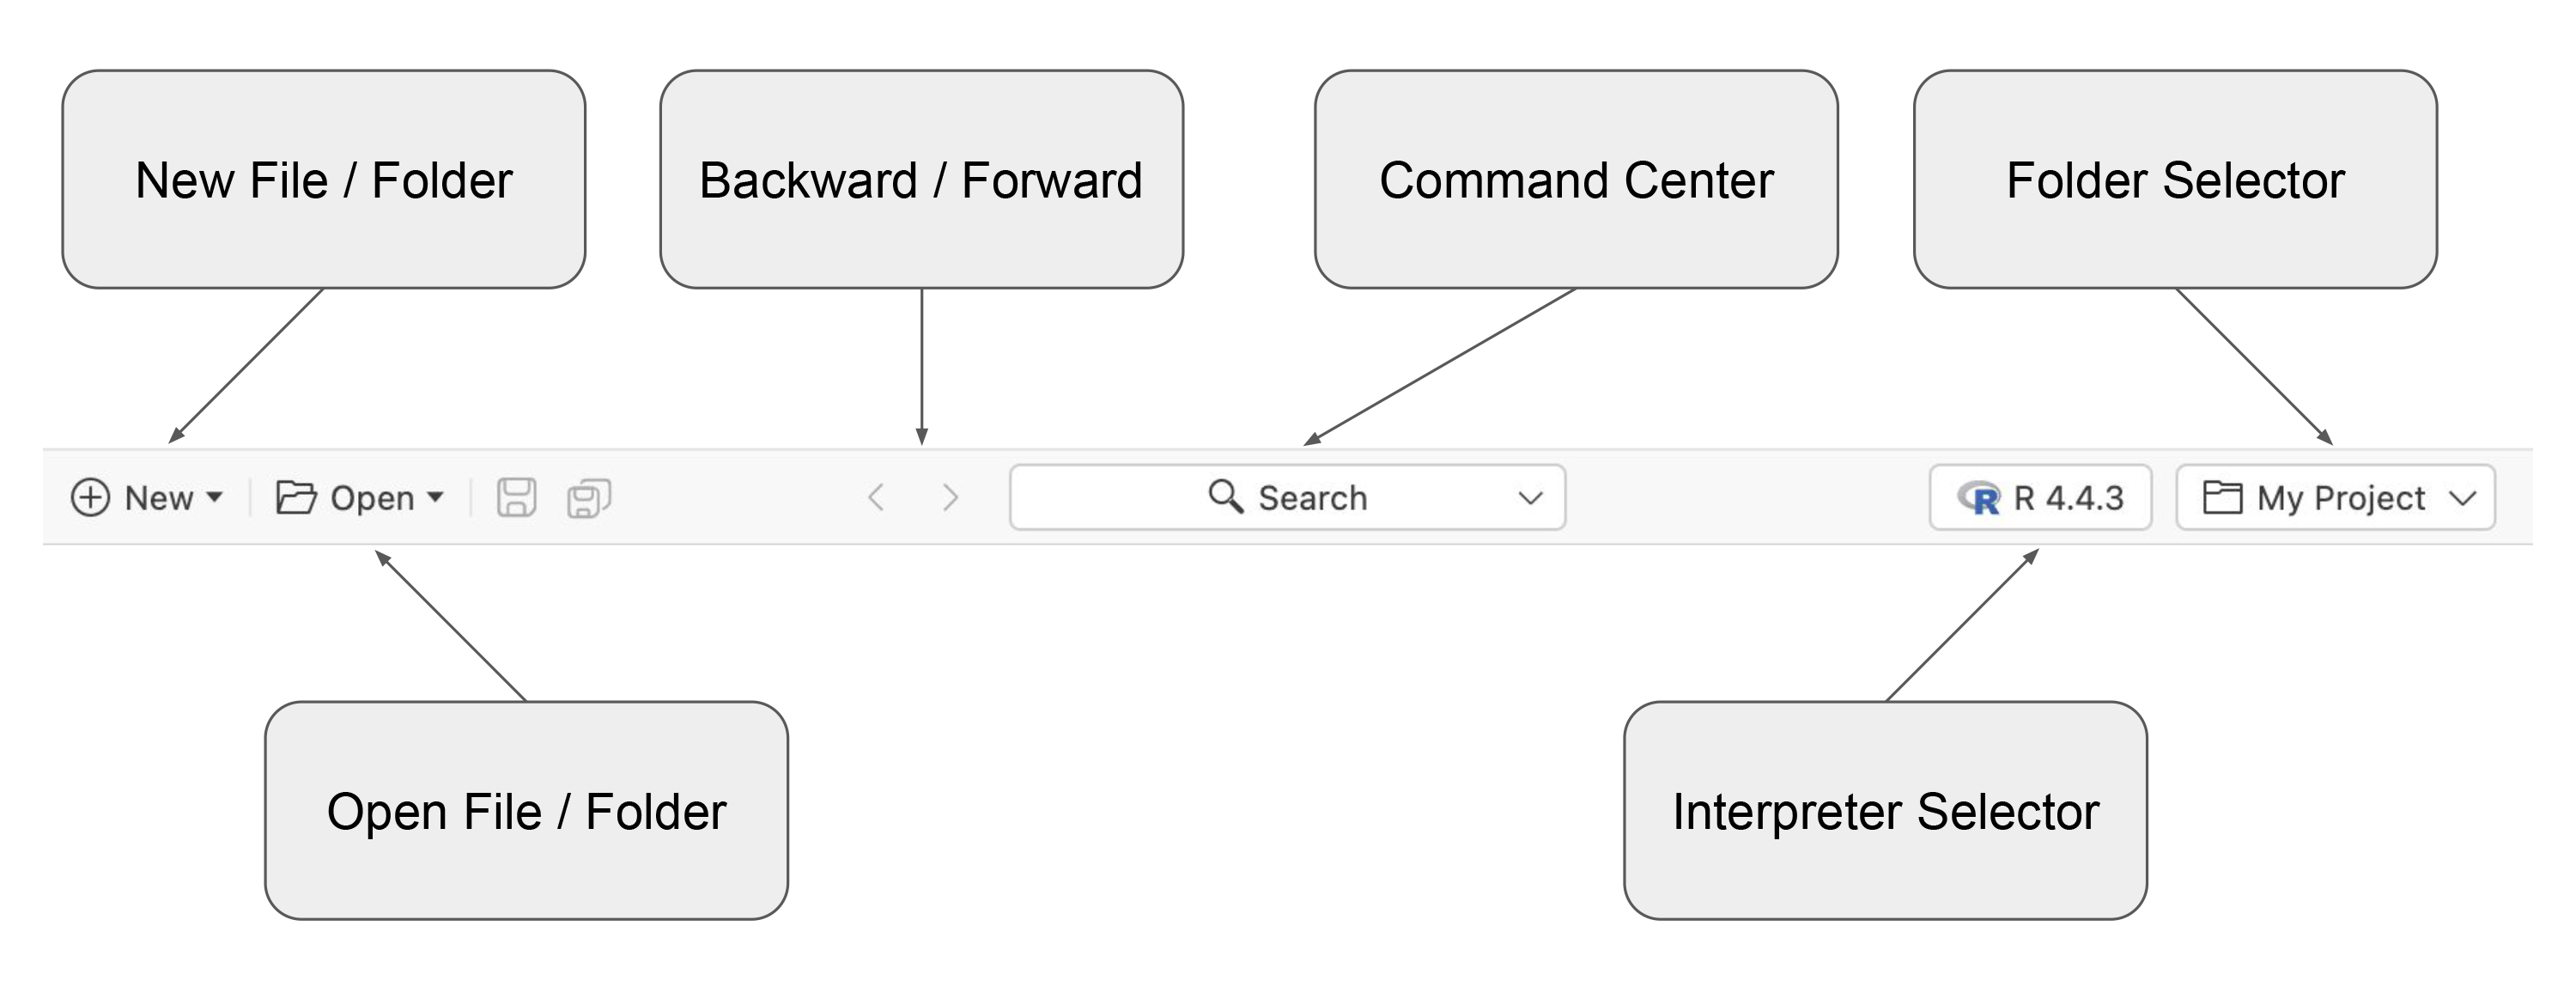 New File / Folder
Backward / Forward
Command Center
Folder Selector
New
Open
Search
R R 4.4.3
My Project
Open File / Folder
Interpreter Selector